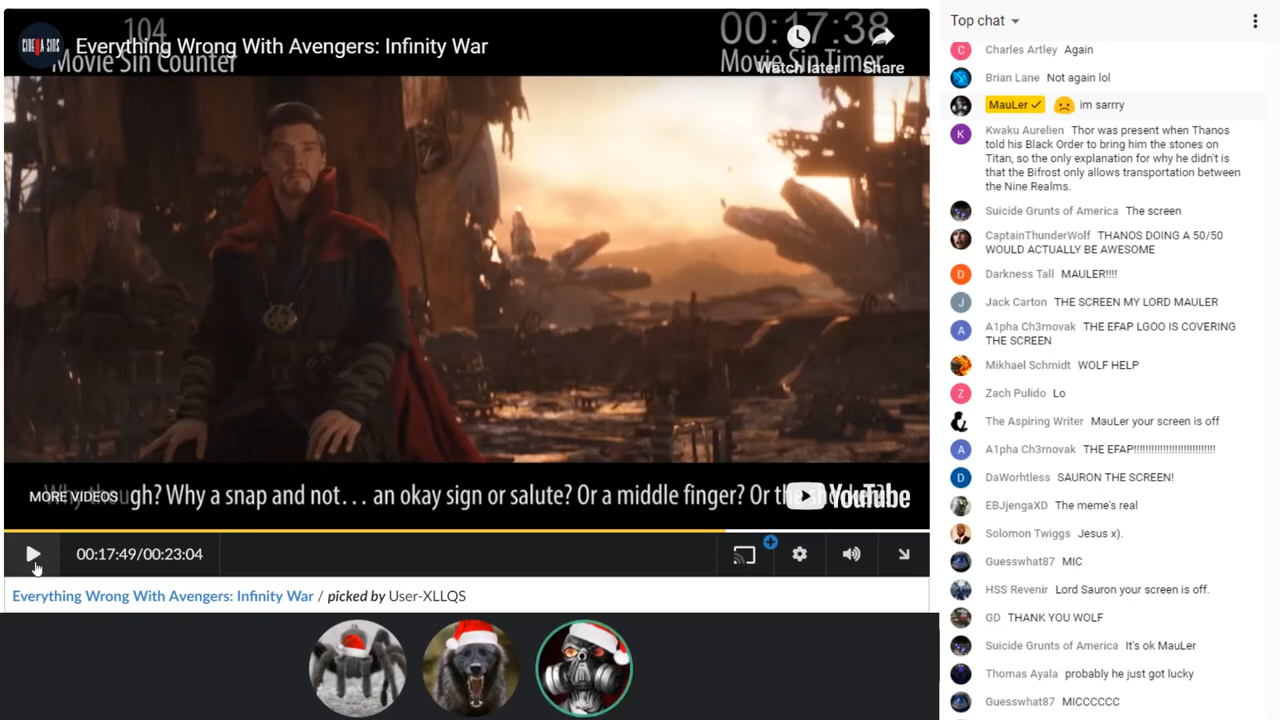 104
Movie Sin Counter
00:17:38
Movie Sin Timer
CINEMA SINS
Everything Wrong With Avengers: Infinity War
Watch later
Share
MORE VIDEOS
Why though? Why a snap and not… an okay sign or salute? Or a middle finger? Or the
YouTube
00:17:49/00:23:04
Everything Wrong With Avengers: Infinity War / picked by User-XLLQS
Top chat
C Charles Artley Again
Brian Lane Not again lol
MauLer im sarrry
K Kwaku Aurelien Thor was present when Thanos
told his Black Order to bring him the stones on
Titan, so the only explanation for why he didn't is
that the Bifrost only allows transportation between
the Nine Realms.
Suicide Grunts of America The screen
CaptainThunderWolf THANOS DOING A 50/50
WOULD ACTUALLY BE AWESOME
D Darkness Tall MAULER!!!!
J Jack Carton THE SCREEN MY LORD MAULER
A A1pha Ch3rnovak THE EFAP LGOO IS COVERING
THE SCREEN
Mikhael Schmidt WOLF HELP
Z Zach Pulido Lo
The Aspiring Writer MauLer your screen is off
A A1pha Ch3rnovak THE EFAP!!!!!!!!!!!!!!!!!!!!!!!!!!!!!
D DaWorhtless SAURON THE SCREEN!
EBJjengaXD The meme's real
Solomon Twiggs Jesus x).
Guesswhat87 MIC
HSS Revenir Lord Sauron your screen is off.
GD THANK YOU WOLF
Suicide Grunts of America It's ok MauLer
Thomas Ayala probably he just got lucky
Guesswhat87 MICCCCCC